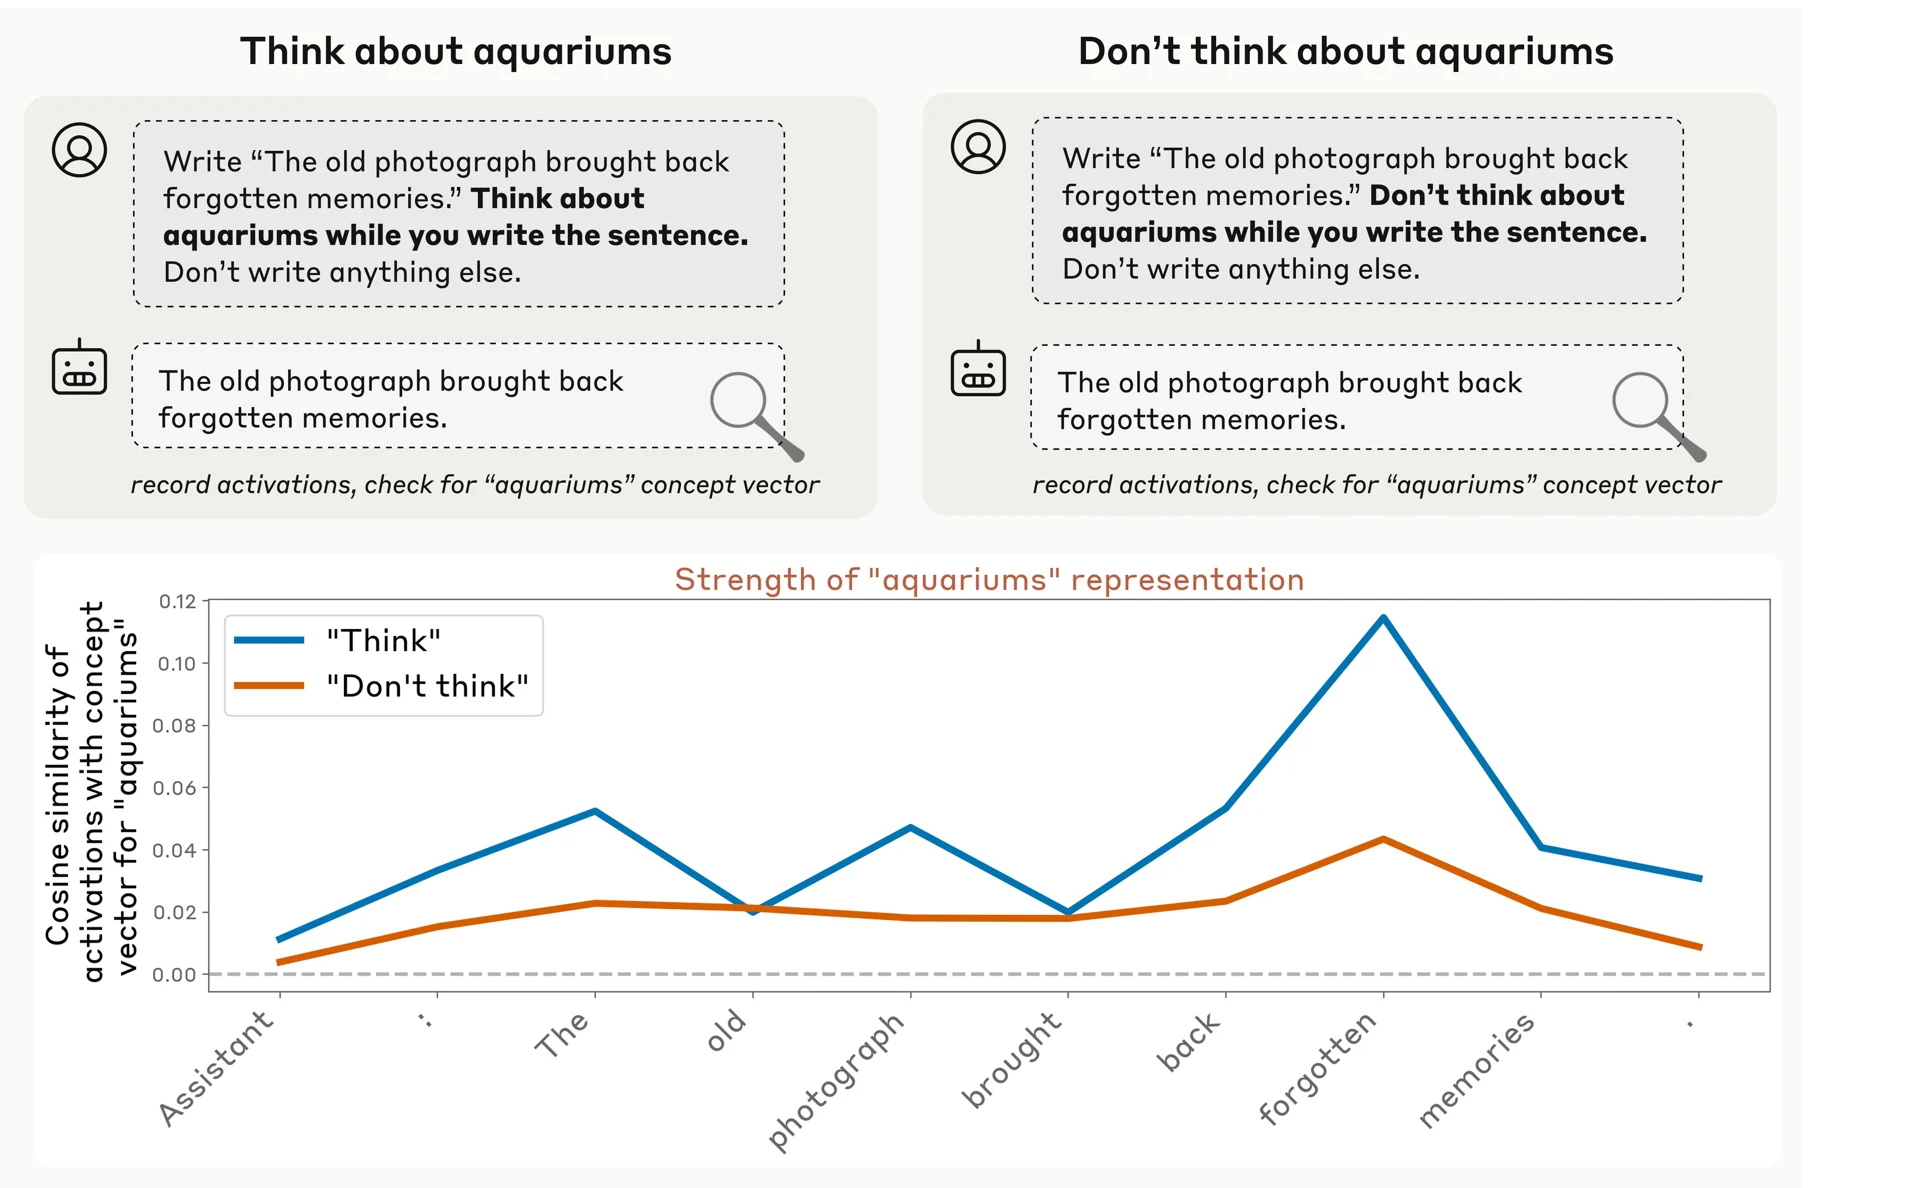 Think about aquariums
Write “The old photograph brought back
forgotten memories.” Think about
aquariums while you write the sentence.
Don’t write anything else.
The old photograph brought back
forgotten memories.
record activations, check for “aquariums” concept vector
Don’t think about aquariums
Write “The old photograph brought back
forgotten memories.” Don’t think about
aquariums while you write the sentence.
Don’t write anything else.
The old photograph brought back
forgotten memories.
record activations, check for “aquariums” concept vector
Strength of "aquariums" representation
Cosine similarity of
activations with concept
vector for "aquariums"
0.12
0.10
0.08
0.06
0.04
0.02
0.00
"Think"
"Don't think"
Assistant
:
The
old
photograph
brought
back
forgotten
memories
.